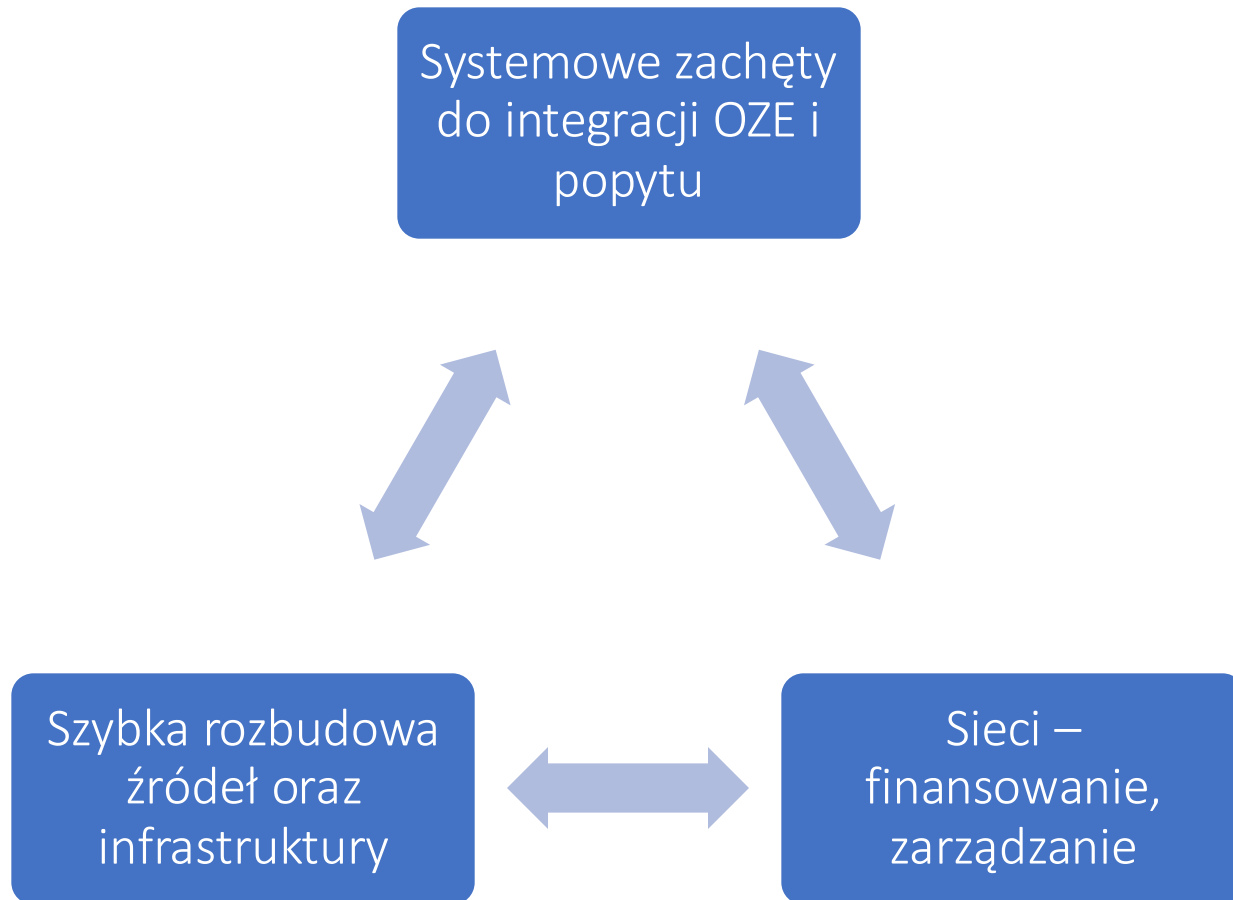 Systemowe zachęty
do integracji OZE i
popytu
Szybka rozbudowa
źródeł oraz
infrastruktury
Sieci –
finansowanie,
zarządzanie